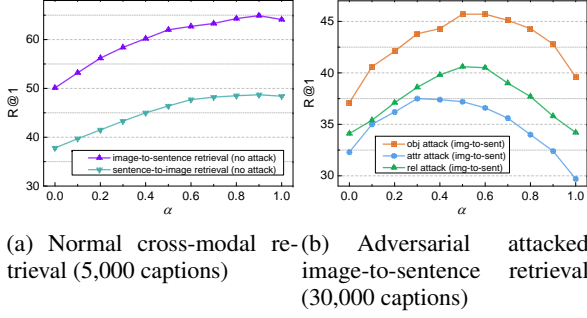 R@1
60
50
40
30
image-to-sentence retrieval (no attack)
sentence-to-image retrieval (no attack)
0.0 0.2 0.4 0.6 0.8 1.0
α
R@1
45
40
35
30
obj attack (img-to-sent)
attr attack (img-to-sent)
rel attack (img-to-sent)
0.0 0.2 0.4 0.6 0.8 1.0
α
(a) Normal cross-modal re-
trieval (5,000 captions)
(b) Adversarial attacked
image-to-sentence retrieval
(30,000 captions)